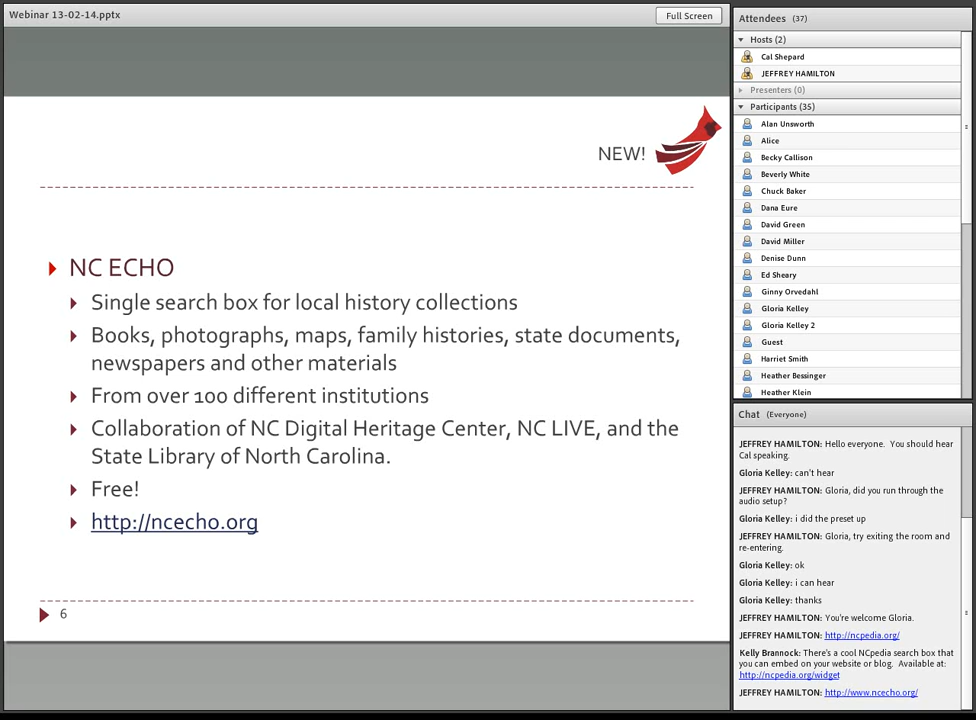 Webinar 13-02-14.pptx
Full Screen
NEW!
NC ECHO
Single search box for local history collections
Books, photographs, maps, family histories, state documents,
newspapers and other materials
From over 100 different institutions
Collaboration of NC Digital Heritage Center, NC LIVE, and the
State Library of North Carolina.
Free!
http://ncecho.org
6
Attendees (37)
Hosts (2)
Cal Shepard
JEFFREY HAMILTON
Presenters (0)
Participants (35)
Alan Unsworth
Alice
Becky Callison
Beverly White
Chuck Baker
Dana Eure
David Green
David Miller
Denise Dunn
Ed Sheary
Ginny Orvedahl
Gloria Kelley
Gloria Kelley 2
Guest
Harriet Smith
Heather Bessinger
Heather Klein
Chat (Everyone)
JEFFREY HAMILTON: Hello everyone. You should hear
Cal speaking.
Gloria Kelley: can't hear
JEFFREY HAMILTON: Gloria, did you run through the
audio setup?
Gloria Kelley: i did the preset up
JEFFREY HAMILTON: Gloria, try exiting the room and
re-entering.
Gloria Kelley: ok
Gloria Kelley: i can hear
Gloria Kelley: thanks
JEFFREY HAMILTON: You're welcome Gloria.
JEFFREY HAMILTON: http://ncpedia.org/
Kelly Brannock: There's a cool NCpedia search box that
you can embed on your website or blog. Available at:
http://ncpedia.org/widget
JEFFREY HAMILTON: http://www.ncecho.org/